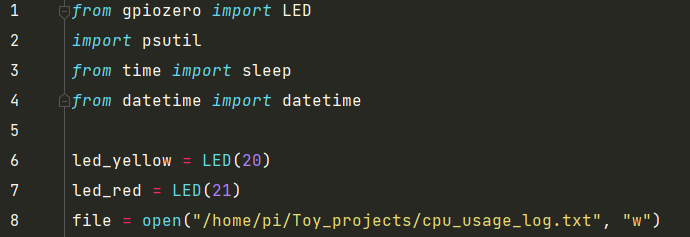 1 from gpiozero import LED
2 import psutil
3 from time import sleep
4 from datetime import datetime
5
6 led_yellow = LED(20)
7 led_red = LED(21)
8 file = open("/home/pi/Toy_projects/cpu_usage_log.txt", "w")